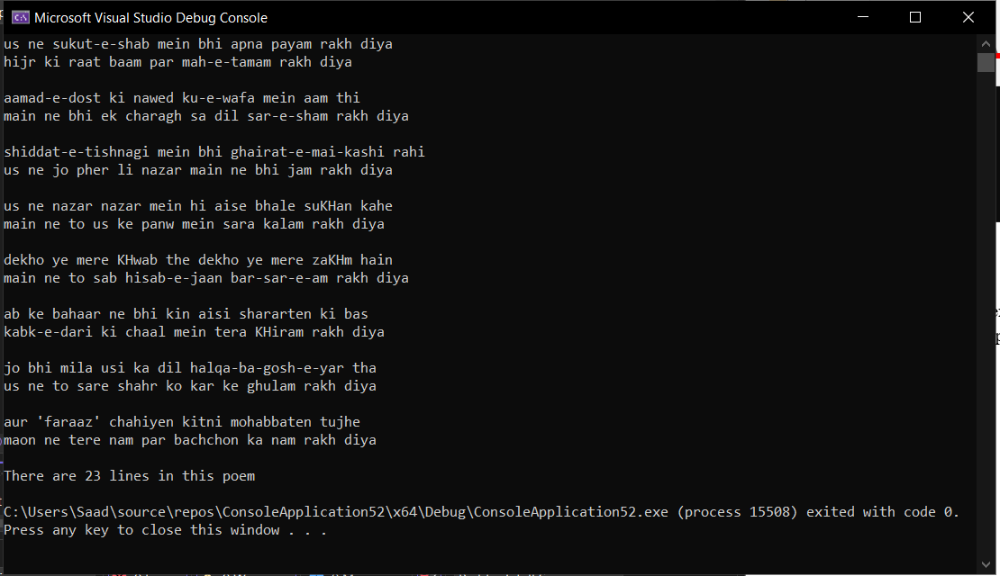 Microsoft Visual Studio Debug Console
us ne sukut-e-shab mein bhi apna payam rakh diya
hijr ki raat baam par mah-e-tamam rakh diya
aamad-e-dost ki nawed ku-e-wafa mein aam thi
main ne bhi ek charagh sa dil sar-e-sham rakh diya
shiddat-e-tishnagi mein bhi ghairat-e-mai-kashi rahi
us ne jo pher li nazar main ne bhi jam rakh diya
us ne nazar nazar mein hi aise bhale suKHan kahe
main ne to us ke panw mein sara kalam rakh diya
dekho ye mere KHwab the dekho ye mere zaKHm hain
main ne to sab hisab-e-jaan bar-sar-e-am rakh diya
ab ke bahaar ne bhi kin aisi shararten ki bas
kabk-e-dari ki chaal mein tera KHiram rakh diya
jo bhi mila usi ka dil halqa-ba-gosh-e-yar tha
us ne to sare shahr ko kar ke ghulam rakh diya
aur 'faraaz' chahiyen kitni mohabbaten tujhe
maon ne tere nam par bachchon ka nam rakh diya
There are 23 lines in this poem
C:\Users\Saad\source\repos\ConsoleApplication52\x64\Debug\ConsoleApplication52.exe (process 15508) exited with code 0.
Press any key to close this window . . .